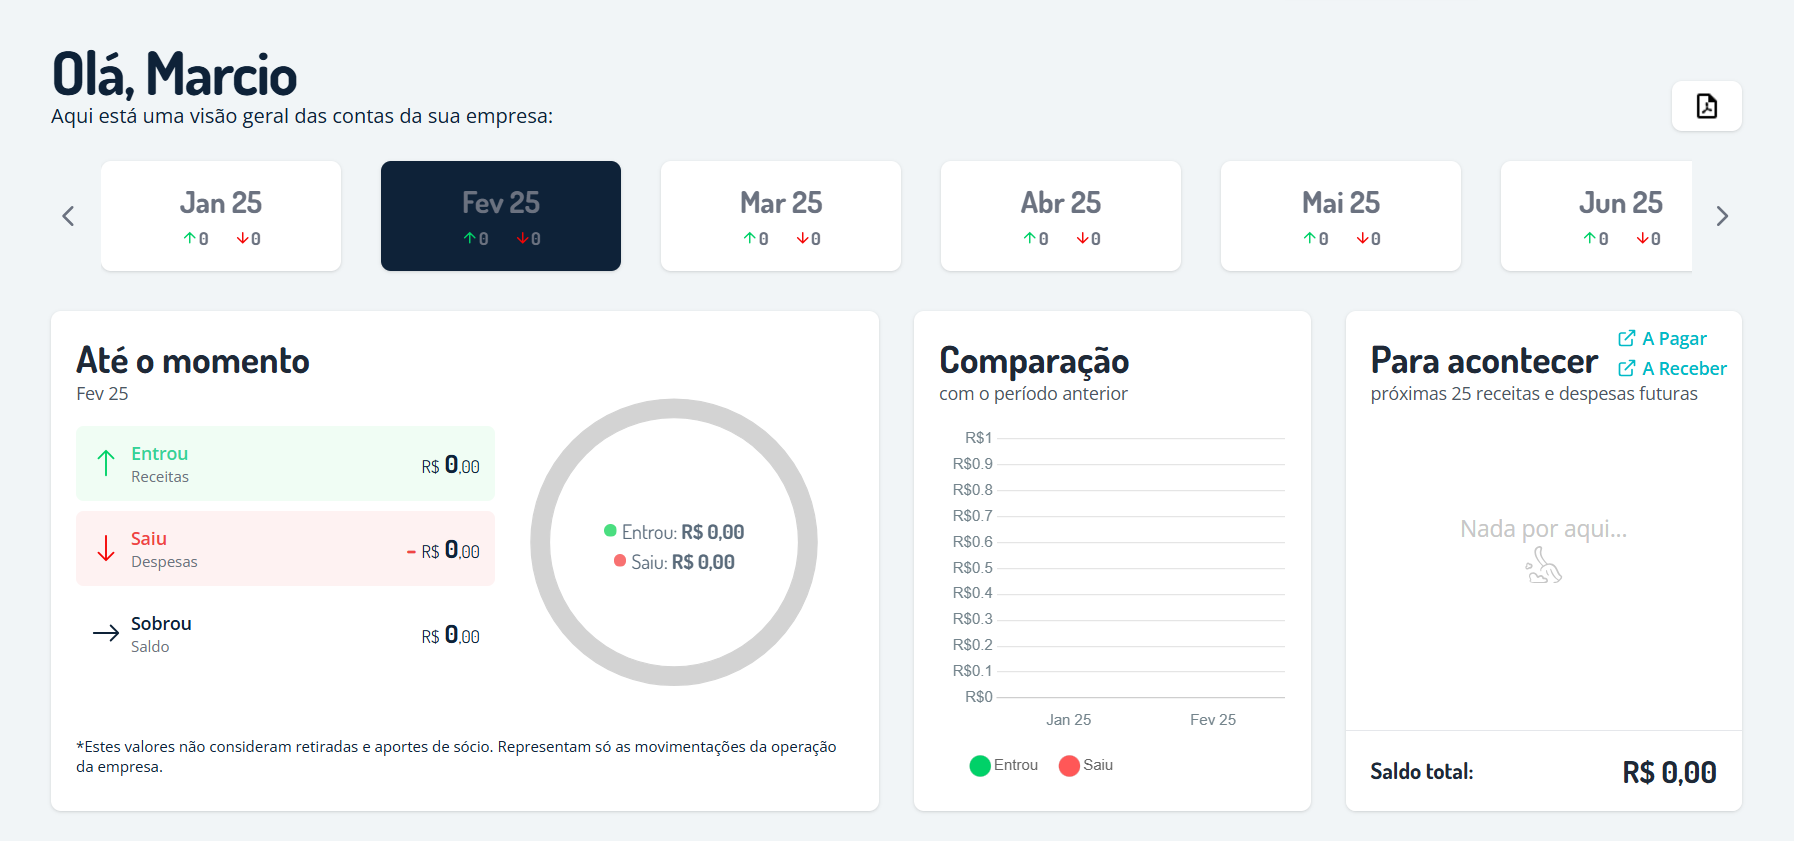 Olá, Marcio
Aqui está uma visão geral das contas da sua empresa:
Jan 25
0 0
Fev 25
0 0
Mar 25
0 0
Abr 25
0 0
Mai 25
0 0
Jun 25
0 0
Até o momento
Fev 25
Entrou
Receitas
R$ 0,00
Saiu
Despesas
- R$ 0,00
Sobrou
Saldo
R$ 0,00
Entrou: R$ 0,00
Saiu: R$ 0,00
*Estes valores não consideram retiradas e aportes de sócio. Representam só as movimentações da operação
da empresa.
Comparação
com o período anterior
R$1
R$0.9
R$0.8
R$0.7
R$0.6
R$0.5
R$0.4
R$0.3
R$0.2
R$0.1
R$0
Jan 25 Fev 25
Entrou Saiu
Para acontecer
A Pagar
A Receber
próximas 25 receitas e despesas futuras
Nada por aqui...
Saldo total: R$ 0,00